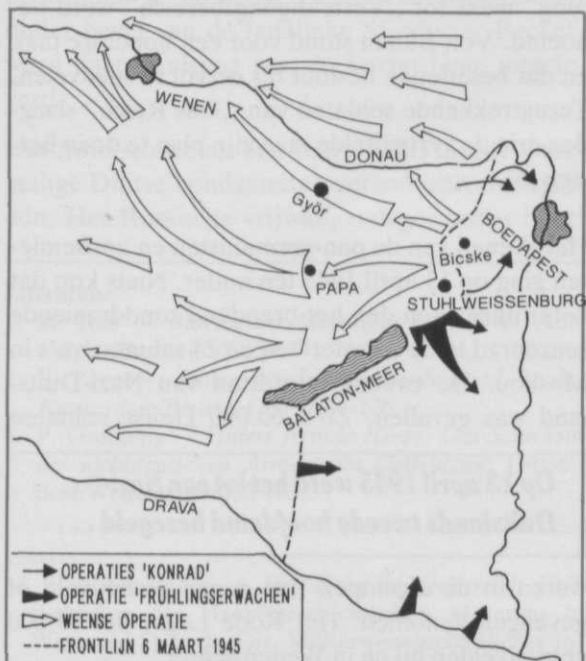 WENEN
DONAU
Györ
BOEDAPEST
Bicske
PAPA
STUHLWEISSENBURG
BALATON-MEER
DRAVA
OPERATIES 'KONRAD'
OPERATIE 'FRÜHLINGSERWACHEN'
WEENSE OPERATIE
FRONTLIJN 6 MAART 1945